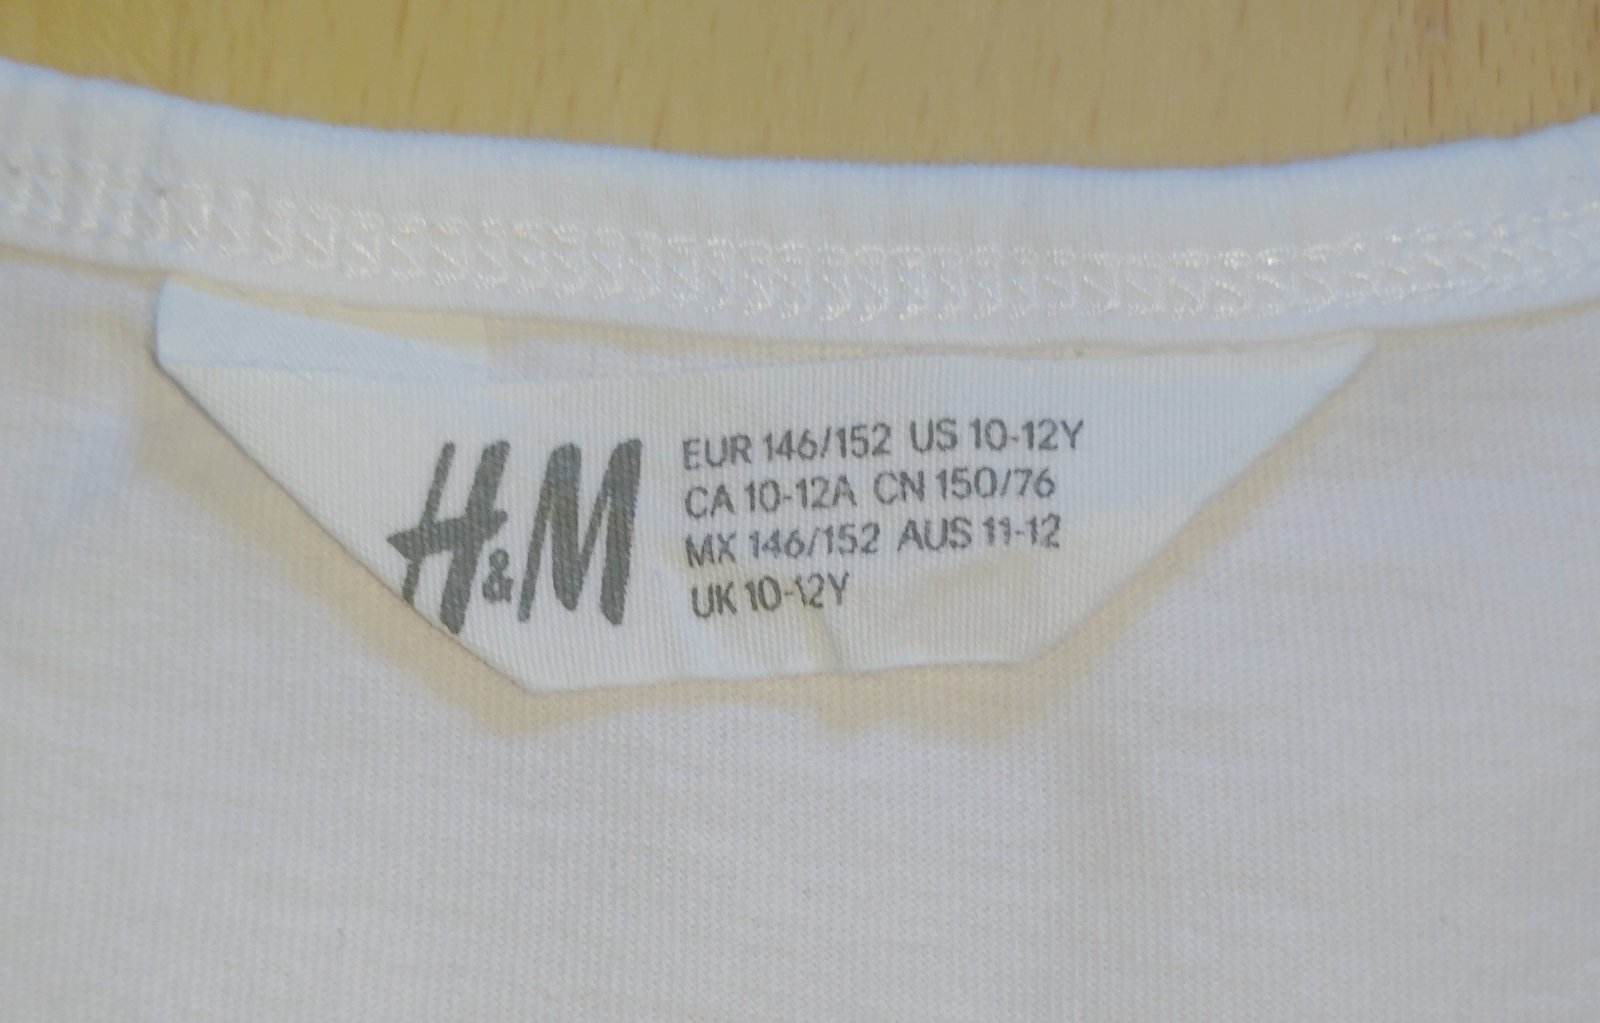 H&M
EUR 146/152 US 10-12Y
CA 10-12A CN 150/76
MX 146/152 AUS 11-12
UK 10-12Y